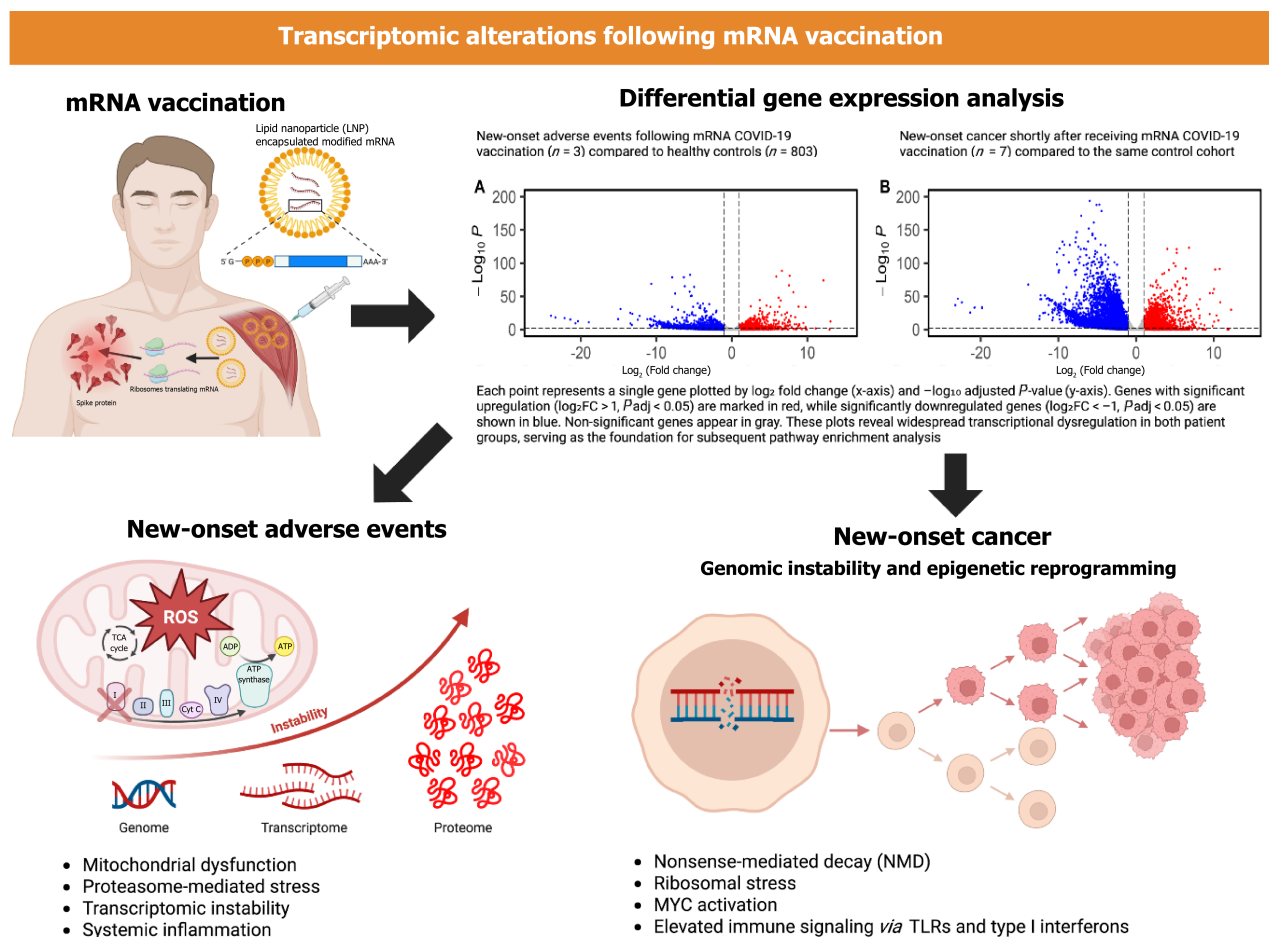 Transcriptomic alterations following mRNA vaccination
mRNA vaccination
Lipid nanoparticle (LNP)
encapsulated modified mRNA
5' G
P P P
AAA-3'
Ribosomes translating mRNA
Spike protein
Differential gene expression analysis
New-onset adverse events following mRNA COVID-19
vaccination (n = 3) compared to healthy controls (n = 803)
A
200
150
100
50
0
− Log10 P
-20 -10 0 10
Log2 (Fold change)
New-onset cancer shortly after receiving mRNA COVID-19
vaccination (n = 7) compared to the same control cohort
B
200
150
100
50
0
− Log10 P
-20 -10 0 10
Log2 (Fold change)
Each point represents a single gene plotted by log₂ fold change (x-axis) and −log₁₀ adjusted P-value (y-axis). Genes with significant
upregulation (log₂FC > 1, Padj < 0.05) are marked in red, while significantly downregulated genes (log₂FC < −1, Padj < 0.05) are
shown in blue. Non-significant genes appear in gray. These plots reveal widespread transcriptional dysregulation in both patient
groups, serving as the foundation for subsequent pathway enrichment analysis
New-onset adverse events
ROS
TCA
cycle
ADP
ATP
ATP
synthase
I
II
III
Cyt C
IV
Instability
Genome
Transcriptome
Proteome
• Mitochondrial dysfunction
• Proteasome-mediated stress
• Transcriptomic instability
• Systemic inflammation
New-onset cancer
Genomic instability and epigenetic reprogramming
• Nonsense-mediated decay (NMD)
• Ribosomal stress
• MYC activation
• Elevated immune signaling via TLRs and type I interferons